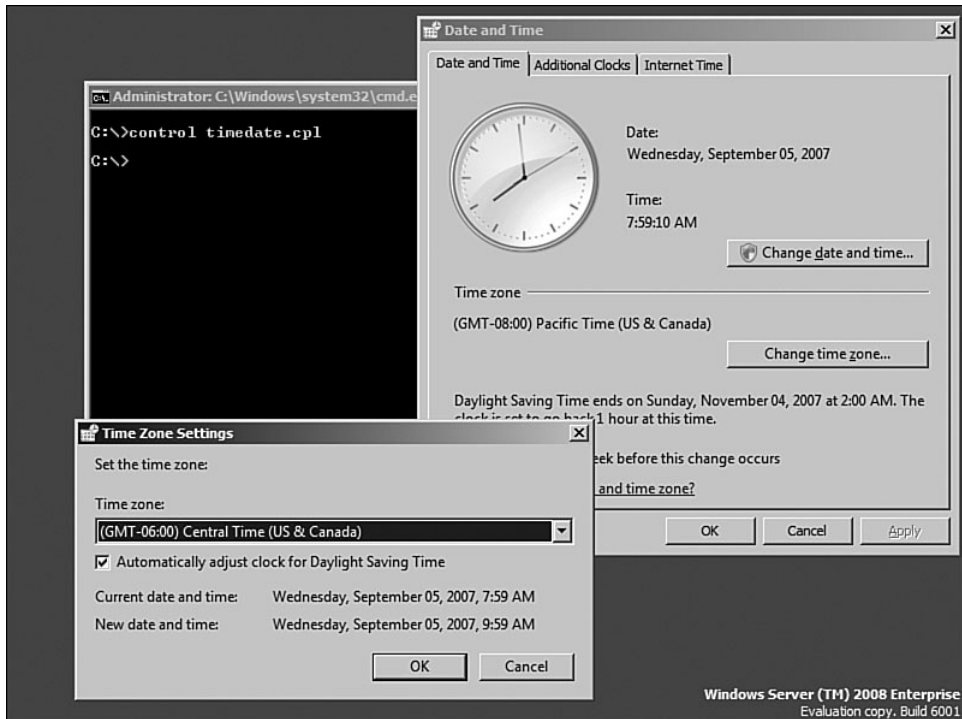 Date and Time
Date and Time
Additional Clocks
Internet Time
Date:
Wednesday, September 05, 2007
Time:
7:59:10 AM
Change date and time...
Time zone
(GMT-08:00) Pacific Time (US & Canada)
Change time zone...
Daylight Saving Time ends on Sunday, November 04, 2007 at 2:00 AM. The
clock is set to go back 1 hour at this time.
eek before this change occurs
and time zone?
OK
Cancel
Apply
Administrator: C:\Windows\system32\cmd.e
C:\>control timedate.cpl
C:\>
Time Zone Settings
Set the time zone:
Time zone:
(GMT-06:00) Central Time (US & Canada)
Automatically adjust clock for Daylight Saving Time
Current date and time: Wednesday, September 05, 2007, 7:59 AM
New date and time: Wednesday, September 05, 2007, 9:59 AM
OK
Cancel
Windows Server (TM) 2008 Enterprise
Evaluation copy. Build 6001